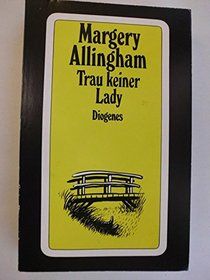 Margery
Allingham
Trau keiner
Lady
Diogenes